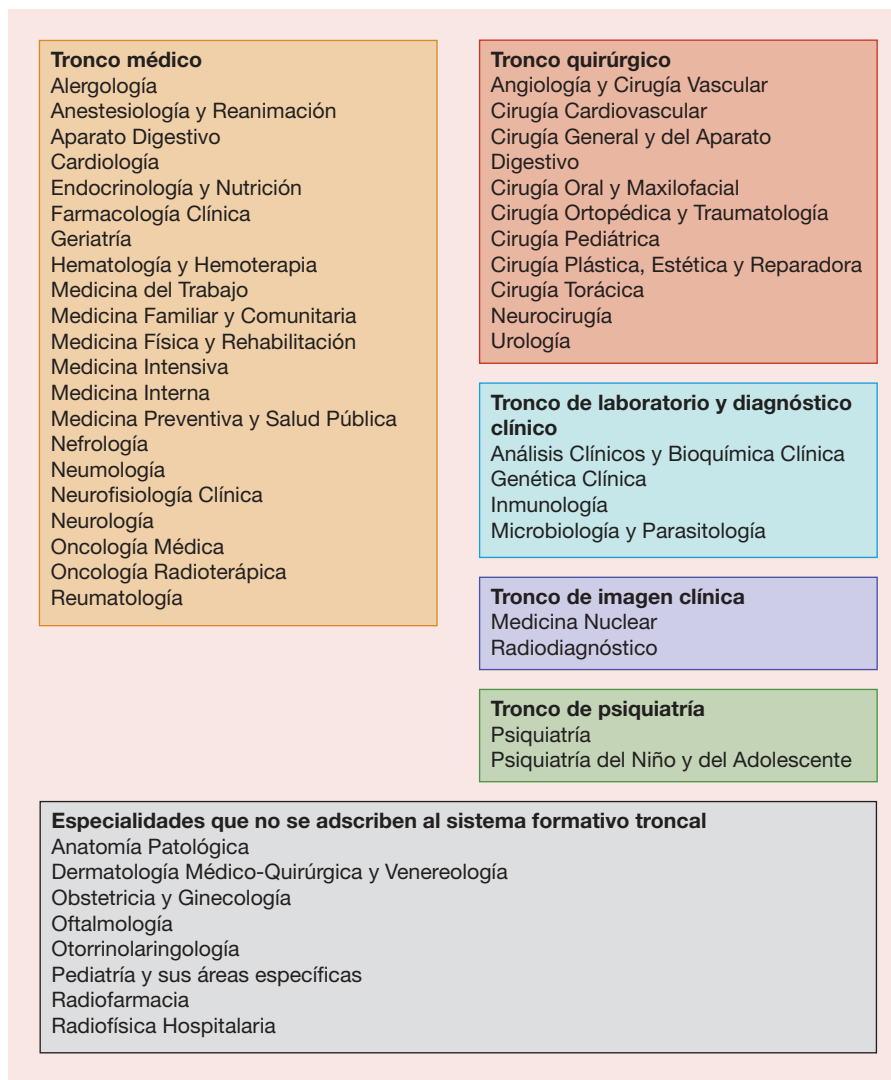 Tronco médico
Alergología
Anestesiología y Reanimación
Aparato Digestivo
Cardiología
Endocrinología y Nutrición
Farmacología Clínica
Geriatría
Hematología y Hemoterapia
Medicina del Trabajo
Medicina Familiar y Comunitaria
Medicina Física y Rehabilitación
Medicina Intensiva
Medicina Interna
Medicina Preventiva y Salud Pública
Nefrología
Neumología
Neurofisiología Clínica
Neurología
Oncología Médica
Oncología Radioterápica
Reumatología
Tronco quirúrgico
Angiología y Cirugía Vascular
Cirugía Cardiovascular
Cirugía General y del Aparato
Digestivo
Cirugía Oral y Maxilofacial
Cirugía Ortopédica y Traumatología
Cirugía Pediátrica
Cirugía Plástica, Estética y Reparadora
Cirugía Torácica
Neurocirugía
Urología
Tronco de laboratorio y diagnóstico
clínico
Análisis Clínicos y Bioquímica Clínica
Genética Clínica
Inmunología
Microbiología y Parasitología
Tronco de imagen clínica
Medicina Nuclear
Radiodiagnóstico
Tronco de psiquiatría
Psiquiatría
Psiquiatría del Niño y del Adolescente
Especialidades que no se adscriben al sistema formativo troncal
Anatomía Patológica
Dermatología Médico-Quirúrgica y Venereología
Obstetricia y Ginecología
Oftalmología
Otorrinolaringología
Pediatría y sus áreas específicas
Radiofarmacia
Radiofísica Hospitalaria